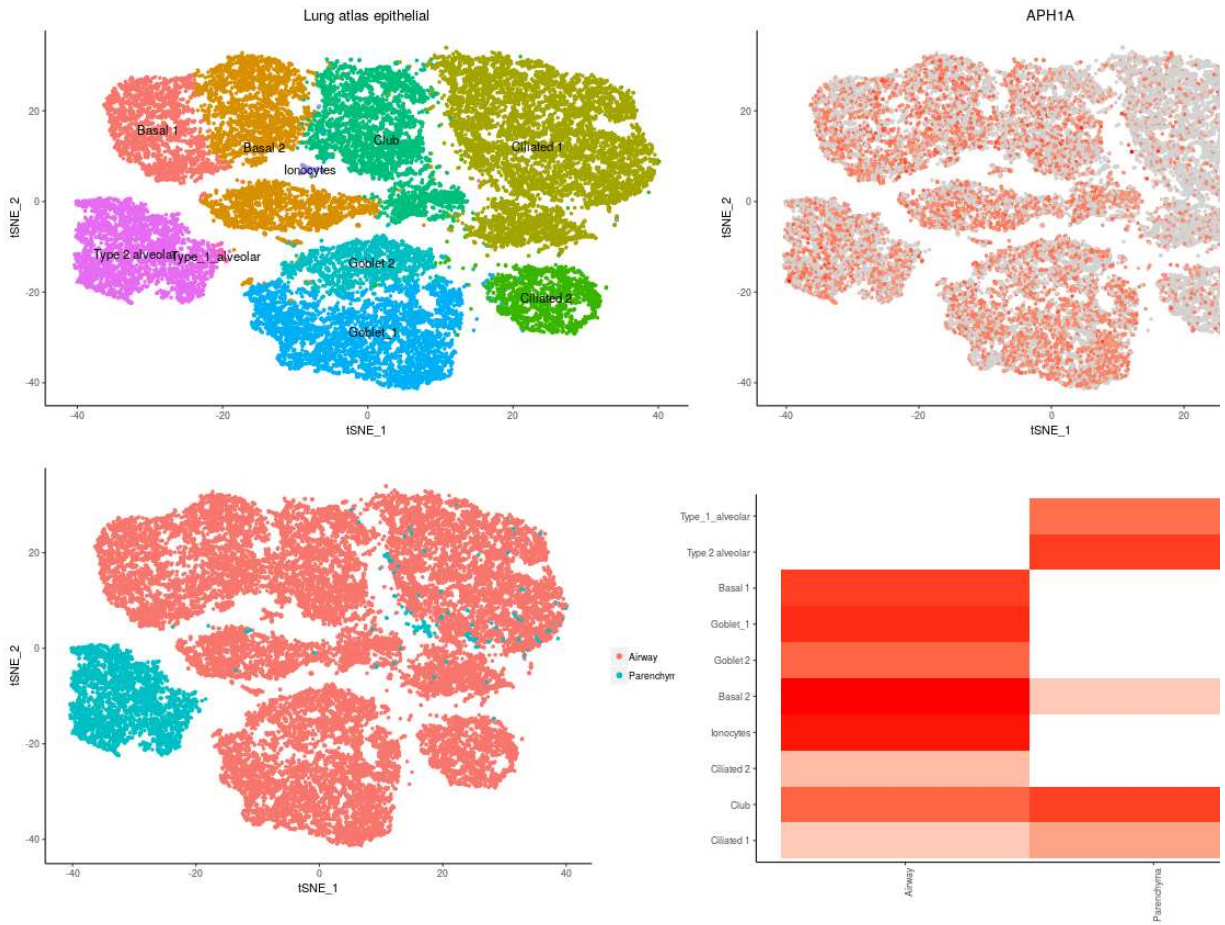 Lung atlas epithelial
20
0
-20
-40
tSNE_2
Basal 1
Basal 2
Club
Ciliated 1
Ionocytes
Type 2 alveolar
Type_1_alveolar
Goblet 2
Ciliated 2
Goblet_1
-40
-20
0
20
40
tSNE_1
APH1A
20
0
-20
-40
tSNE_2
-40
-20
0
20
tSNE_1
20
0
-20
-40
tSNE_2
-40
-20
0
20
40
tSNE_1
Airway
Parenchyn
Type_1_alveolar
Type 2 alveolar
Basal 1
Goblet_1
Goblet 2
Basal 2
Ionocytes
Ciliated 2
Club
Ciliated 1
Airway
Parenchyma